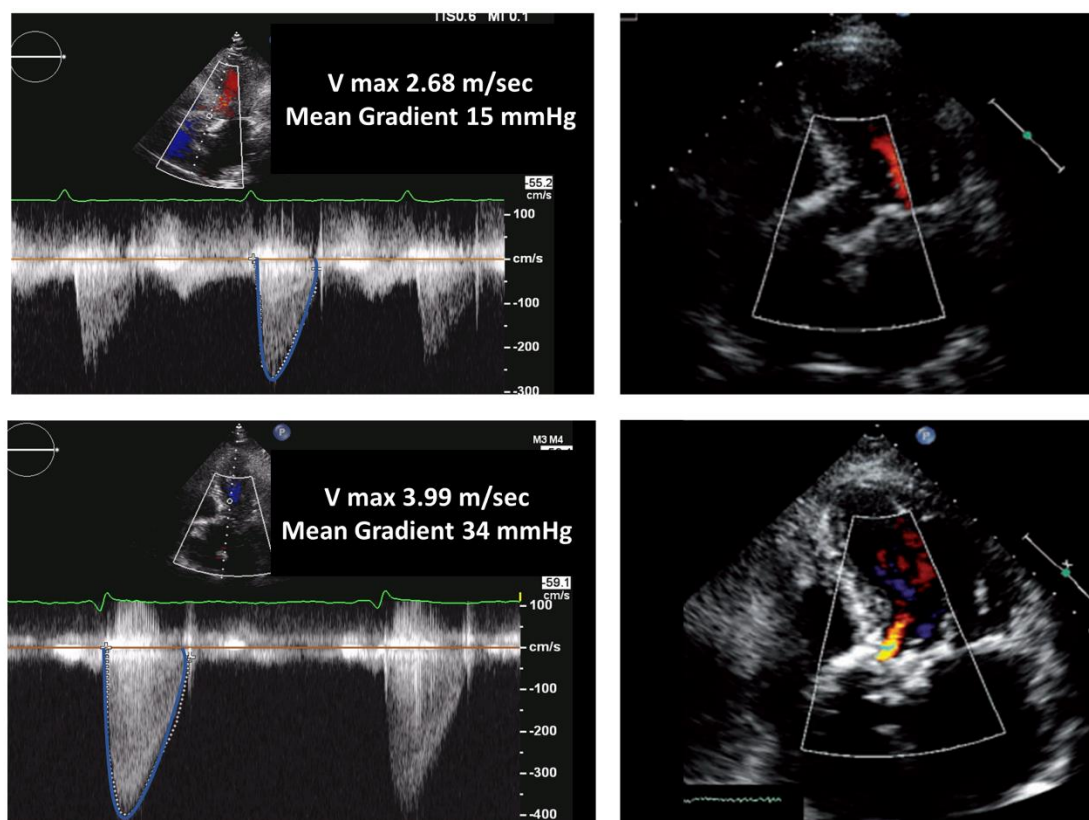 TIS0.6 MI 0.1
V max 2.68 m/sec
Mean Gradient 15 mmHg
-55.2
cm/s
100
cm/s
-100
-200
-300
P
M3 M4
V max 3.99 m/sec
Mean Gradient 34 mmHg
-59.1
cm/s
100
cm/s
-100
-200
-300
-400
P
x